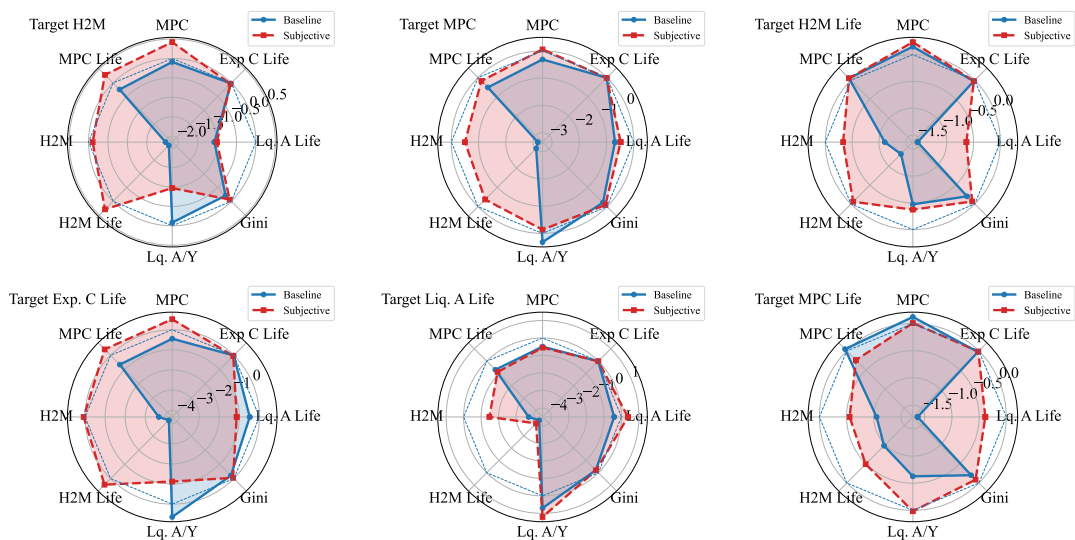 Target H2M
MPC
Baseline
Subjective
MPC Life
Exp C Life
0.5
0.0
−0.5
−1.0
−1.5
−2.0
H2M
Lq. A Life
H2M Life
Gini
Lq. A/Y
Target MPC
MPC
Baseline
Subjective
MPC Life
Exp C Life
0
−1
−2
−3
H2M
Lq. A Life
H2M Life
Gini
Lq. A/Y
Target H2M Life
MPC
Baseline
Subjective
MPC Life
Exp C Life
0.0
−0.5
−1.0
−1.5
H2M
Lq. A Life
H2M Life
Gini
Lq. A/Y
Target Exp. C Life
MPC
Baseline
Subjective
MPC Life
Exp C Life
0
−1
−2
−3
−4
H2M
Lq. A Life
H2M Life
Gini
Lq. A/Y
Target Liq. A Life
MPC
Baseline
Subjective
MPC Life
Exp C Life
1
0
−1
−2
−3
−4
H2M
Lq. A Life
H2M Life
Gini
Lq. A/Y
Target MPC Life
MPC
Baseline
Subjective
MPC Life
Exp C Life
0.0
−0.5
−1.0
−1.5
H2M
Lq. A Life
H2M Life
Gini
Lq. A/Y